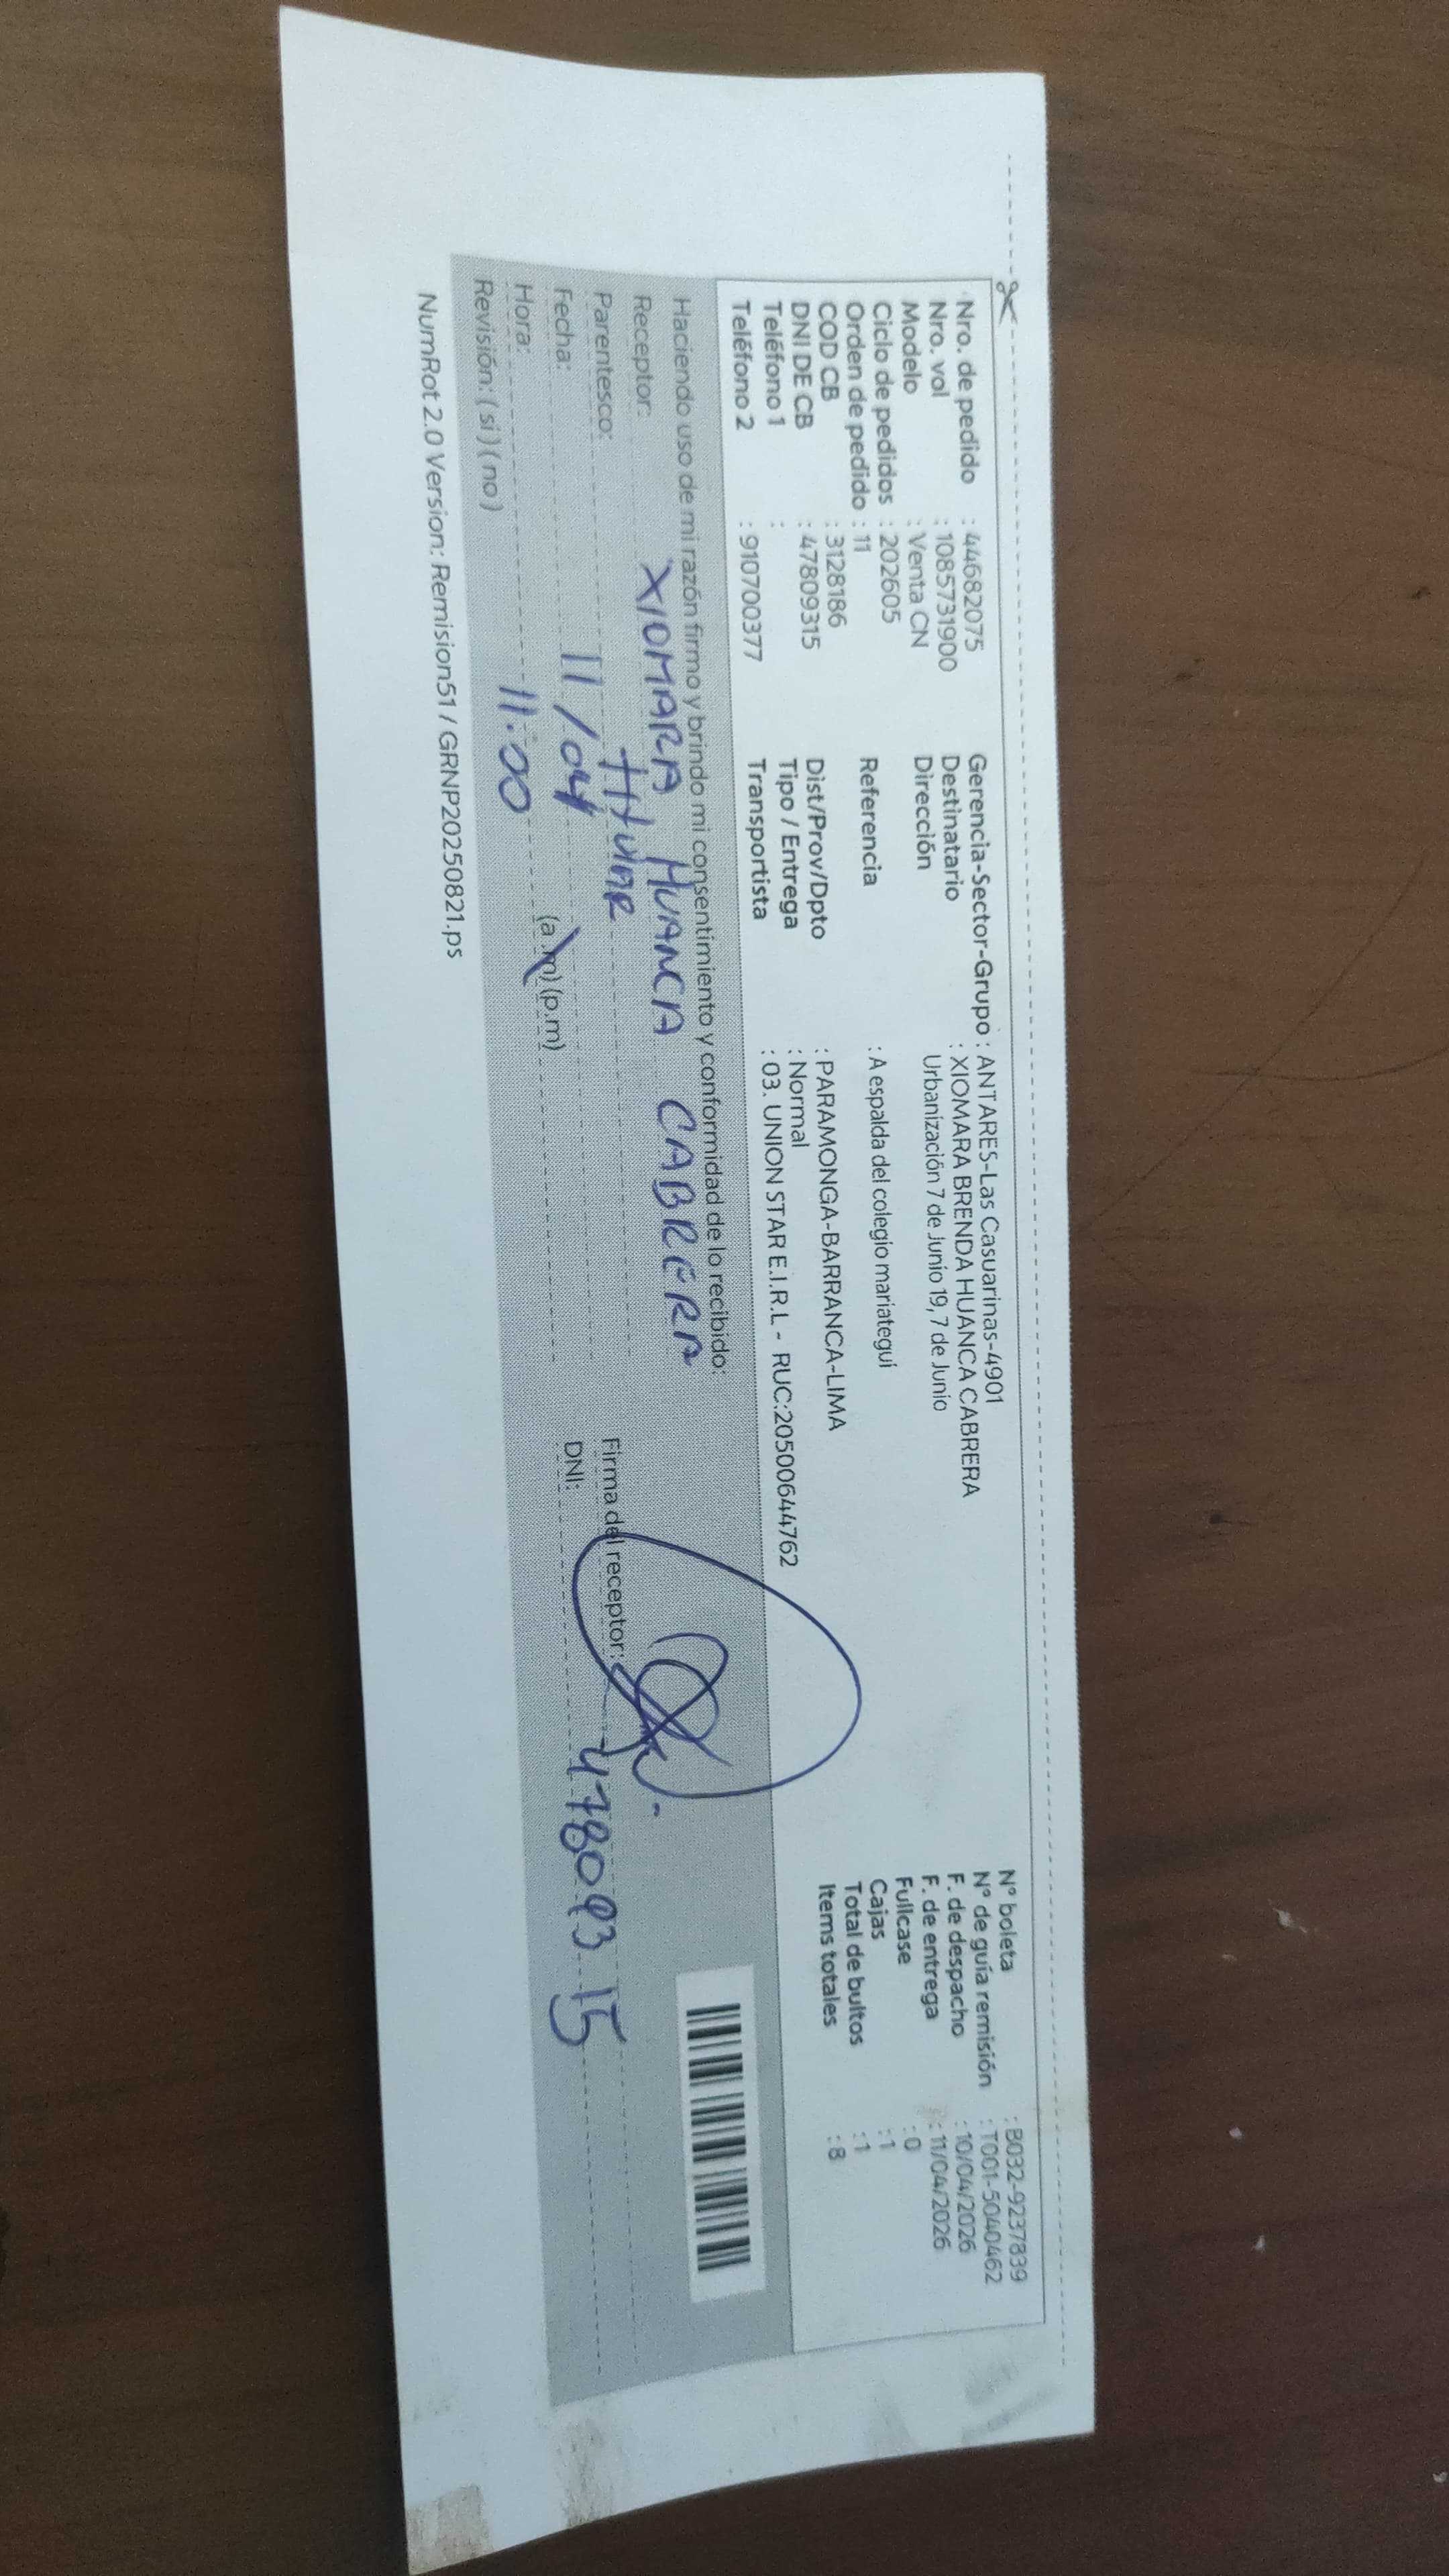 Nro. de pedido : 44682075
Nro. vol : 1085731900
Modelo : Venta CN
Ciclo de pedidos : 202605
Orden de pedido : 11
COD CB : 3128186
DNI DE CB : 47809315
Teléfono 1 :
Teléfono 2 : 910700377
Gerencia-Sector-Grupo : ANTARES-Las Casuarinas-4901
Destinatario : XIOMARA BRENDA HUANCA CABRERA
Dirección Urbanización 7 de Junio 19, 7 de Junio
Referencia : A espalda del colegio mariategui
Dist/Prov/Dpto : PARAMONGA-BARRANCA-LIMA
Tipo / Entrega : Normal
Transportista : 03. UNION STAR E.I.R.L - RUC:20500644762
N° boleta : B032-9237839
N° de guía remisión : T001-5040462
F. de despacho : 10/04/2026
F. de entrega : 11/04/2026
Fullcase : 0
Cajas : 1
Total de bultos : 1
Items totales : 8
Haciendo uso de mi razón firmo y brindo mi consentimiento y conformidad de lo recibido:
Receptor: XIOMARA HUANCA CABRERA
Parentesco:
Fecha: 11/04
Hora: 11:00 (a.m) (p.m)
Revisión: (si) (no)
Firma del receptor:
DNI: 47809315
NumRot 2.0 Version: Remision51 / GRNP20250821.ps